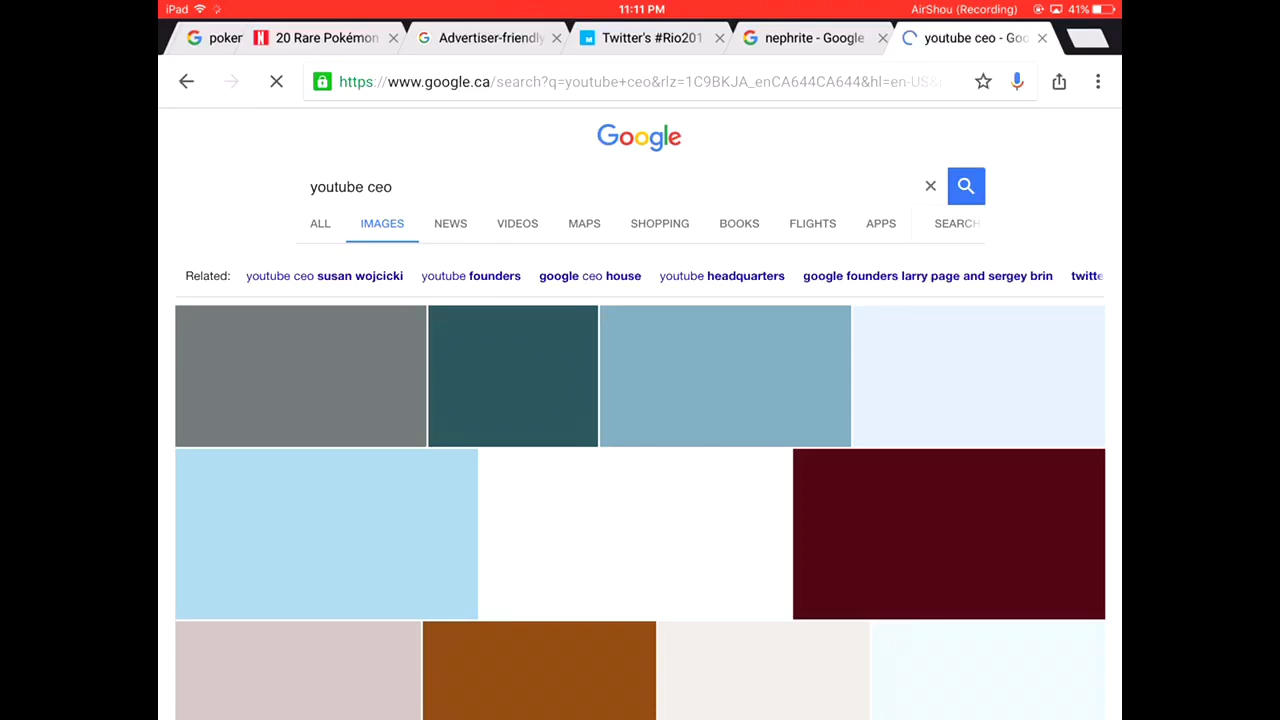 iPad 11:11 PM AirShou (Recording) 41%
poker 20 Rare Pokémon Advertiser-friendly Twitter's #Rio201 nephrite - Google youtube ceo - Goo
https://www.google.ca/search?q=youtube+ceo&rlz=1C9BKJA_enCA644CA644&hl=en-US&
Google
youtube ceo
ALL IMAGES NEWS VIDEOS MAPS SHOPPING BOOKS FLIGHTS APPS SEARCH
Related: youtube ceo susan wojcicki youtube founders google ceo house youtube headquarters google founders larry page and sergey brin twitte